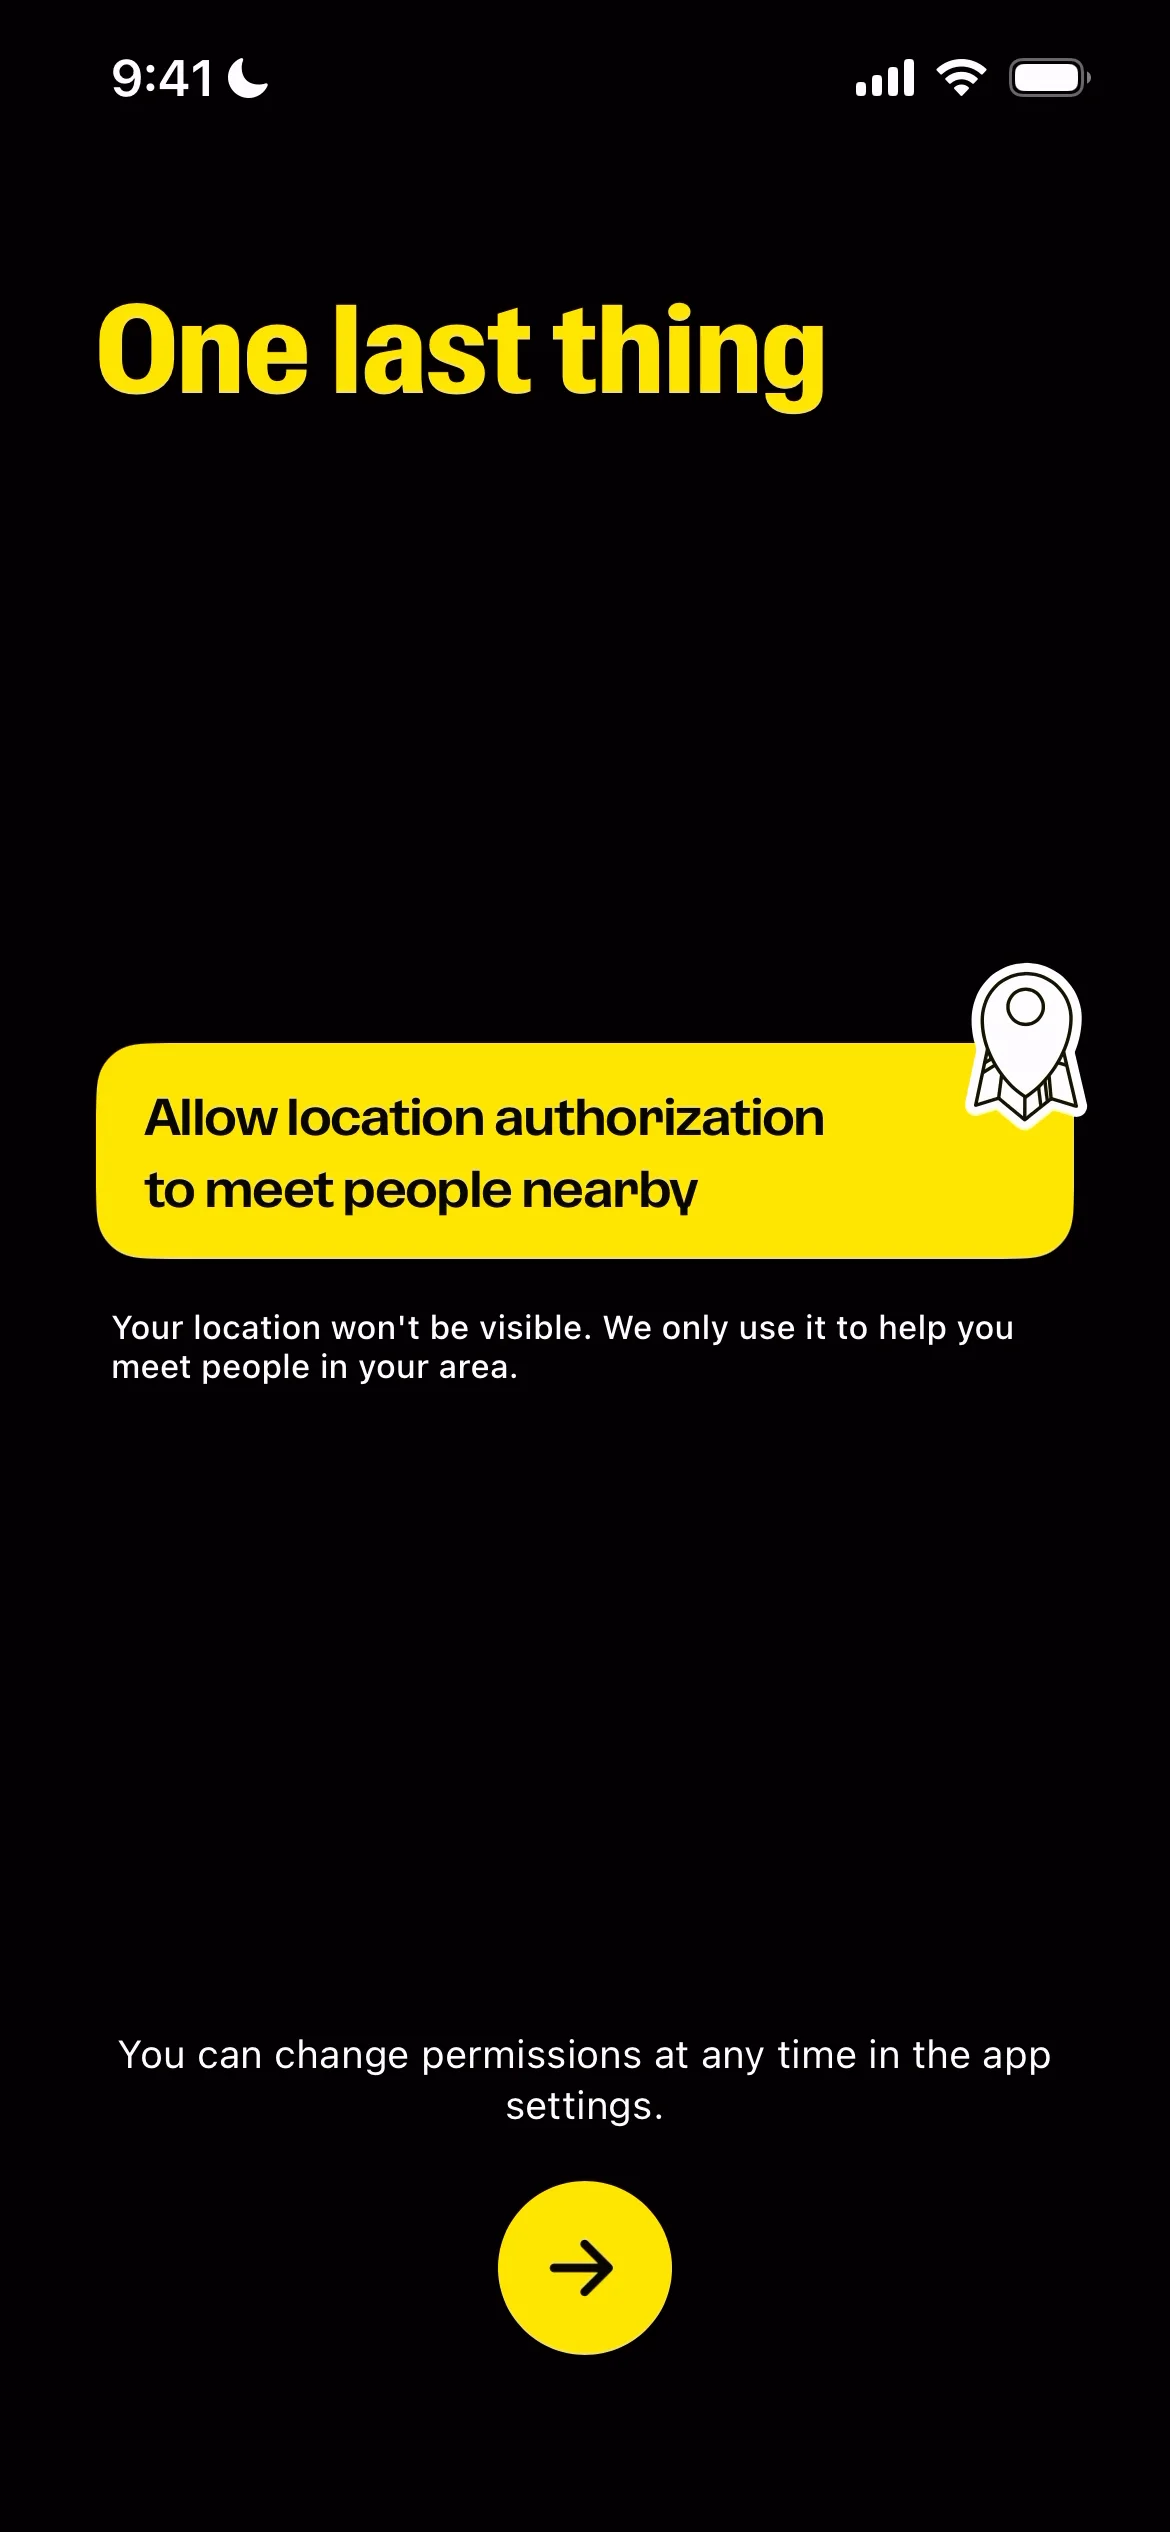 9:41
One last thing
Allow location authorization
to meet people nearby
Your location won't be visible. We only use it to help you
meet people in your area.
You can change permissions at any time in the app
settings.